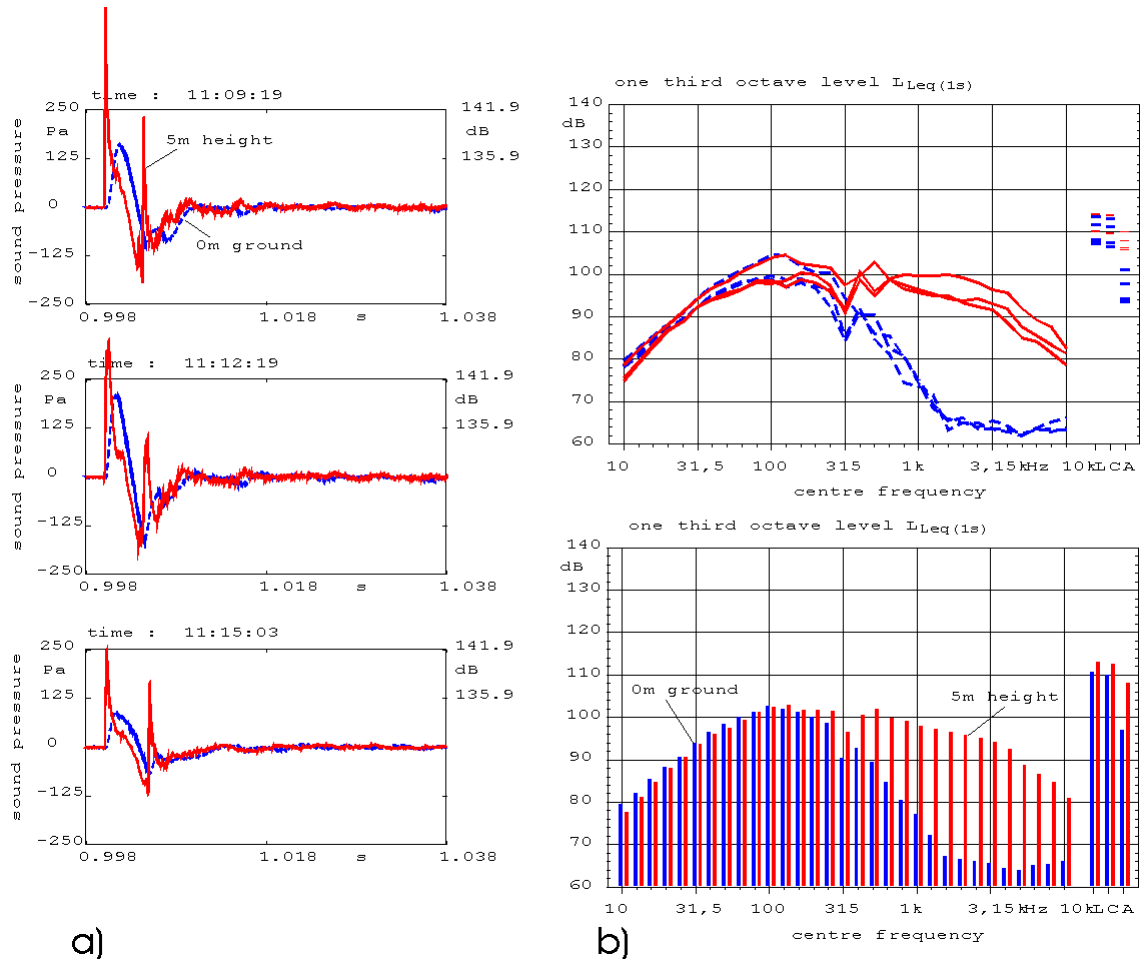 time : 11:09:19
250
Pa
125
0
-125
-250
sound pressure
141.9
dB
135.9
5m height
0m ground
0.998
1.018
s
1.038
time : 11:12:19
250
Pa
125
0
-125
-250
sound pressure
141.9
dB
135.9
0.998
1.018
s
1.038
time : 11:15:03
250
Pa
125
0
-125
-250
sound pressure
141.9
dB
135.9
0.998
1.018
s
1.038
a)
one third octave level LLeq(1s)
140
dB
130
120
110
100
90
80
70
60
10 31,5 100 315 1k 3,15kHz 10kLCA
centre frequency
one third octave level LLeq(1s)
140
dB
130
120
110
100
90
80
70
60
0m ground
5m height
10 31,5 100 315 1k 3,15kHz 10kLCA
centre frequency
b)